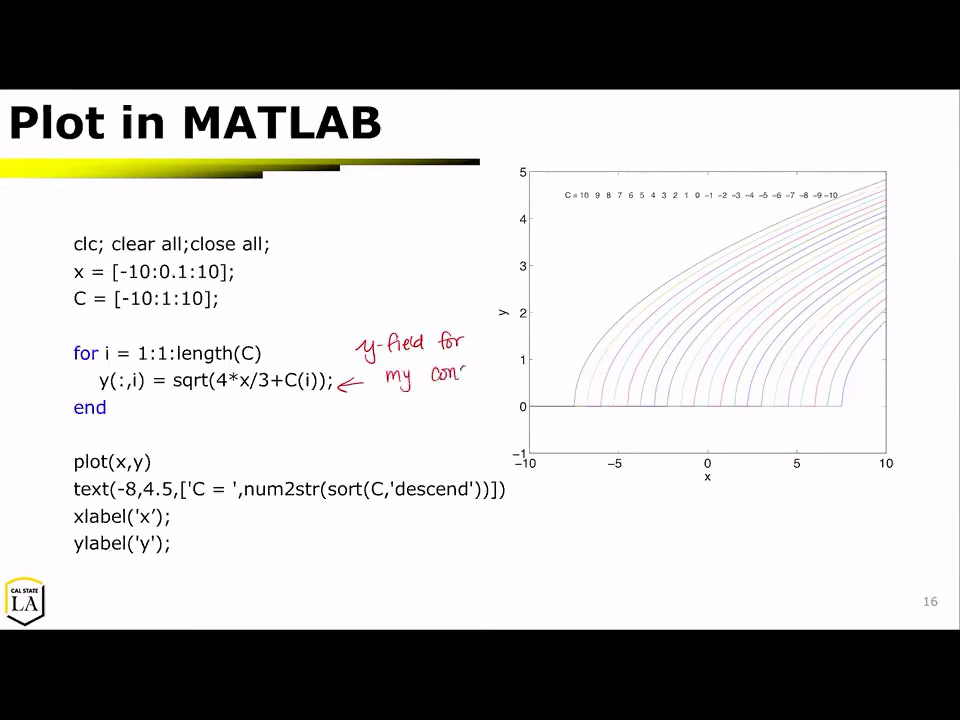 Plot in MATLAB
clc; clear all;close all;
x = [-10:0.1:10];
C = [-10:1:10];
for i = 1:1:length(C)
y(:,i) = sqrt(4*x/3+C(i));
end
plot(x,y)
text(-8,4.5,['C = ',num2str(sort(C,'descend'))])
xlabel('x');
ylabel('y');
y-field for
my con
5
C = 10 9 8 7 6 5 4 3 2 1 0 −1 −2 −3 −4 −5 −6 −7 −8 −9 −10
4
3
y
2
1
0
−1
−10 −5 0 5 10
x
CAL STATE
LA
16